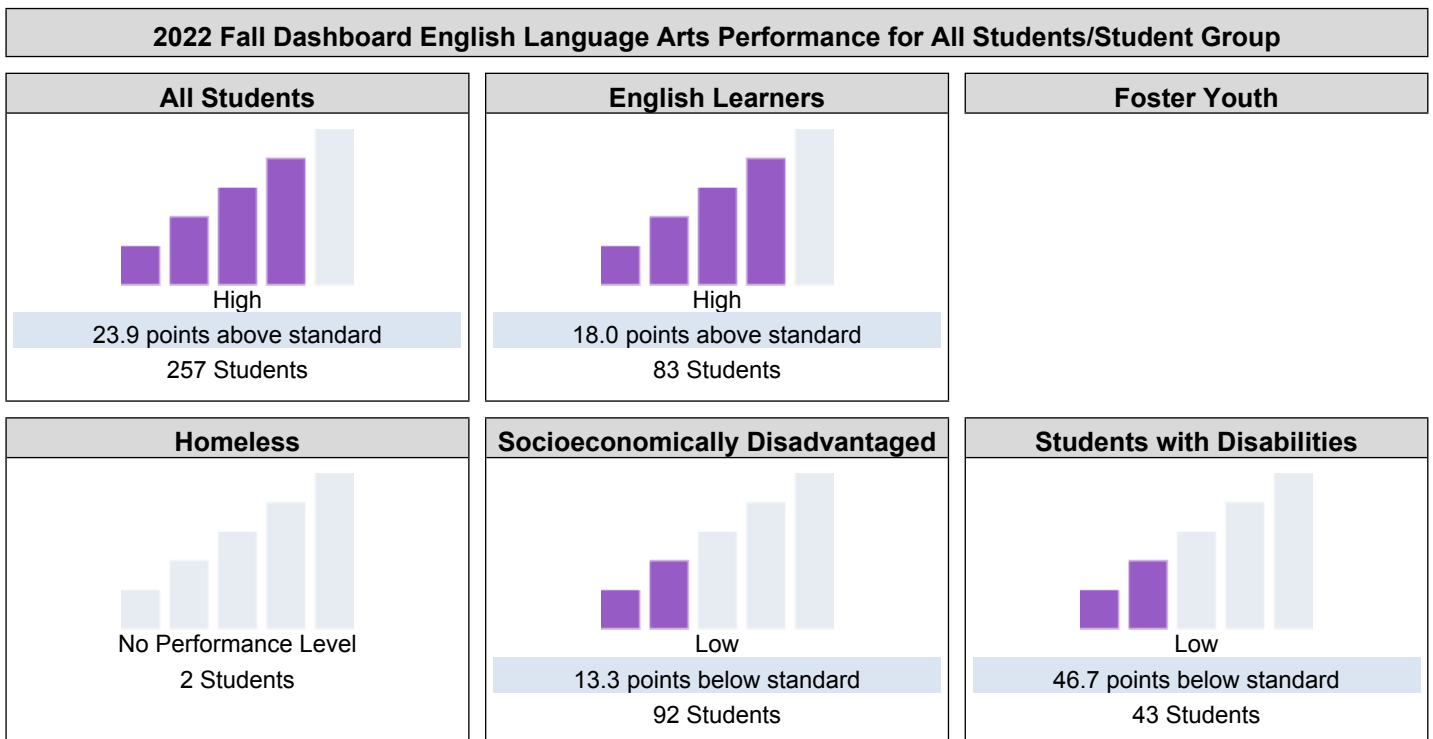 2022 Fall Dashboard English Language Arts Performance for All Students/Student Group
All Students
High
23.9 points above standard
257 Students
English Learners
High
18.0 points above standard
83 Students
Foster Youth
Homeless
No Performance Level
2 Students
Socioeconomically Disadvantaged
Low
13.3 points below standard
92 Students
Students with Disabilities
Low
46.7 points below standard
43 Students